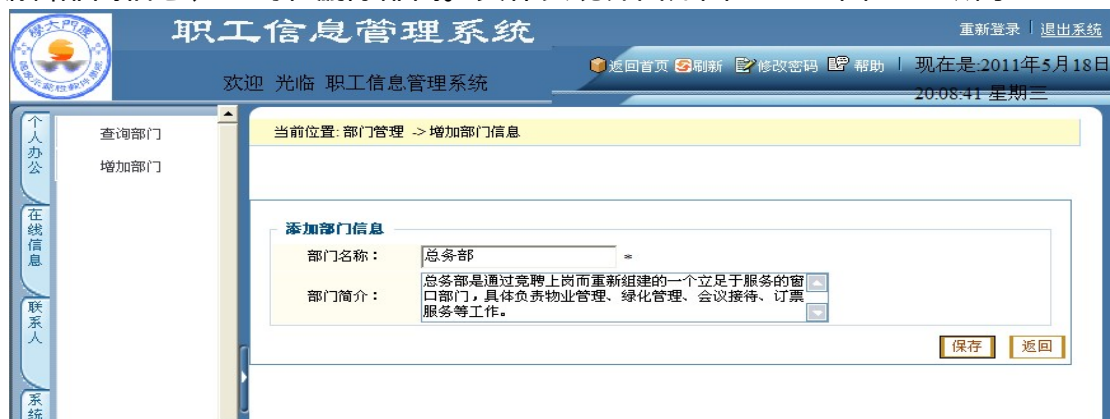 职工信息管理系统
重新登录 | 退出系统
欢迎 光临 职工信息管理系统
返回首页 刷新 修改密码 帮助 | 现在是:2011年5月18日
20:08:41 星期三
个人办公
在线信息
联系人
系统
查询部门
增加部门
当前位置: 部门管理 -> 增加部门信息
添加部门信息
部门名称: 总务部 *
部门简介:
总务部是通过竞聘上岗而重新组建的一个立足于服务的窗
口部门,具体负责物业管理、绿化管理、会议接待、订票
服务等工作。
保存 返回